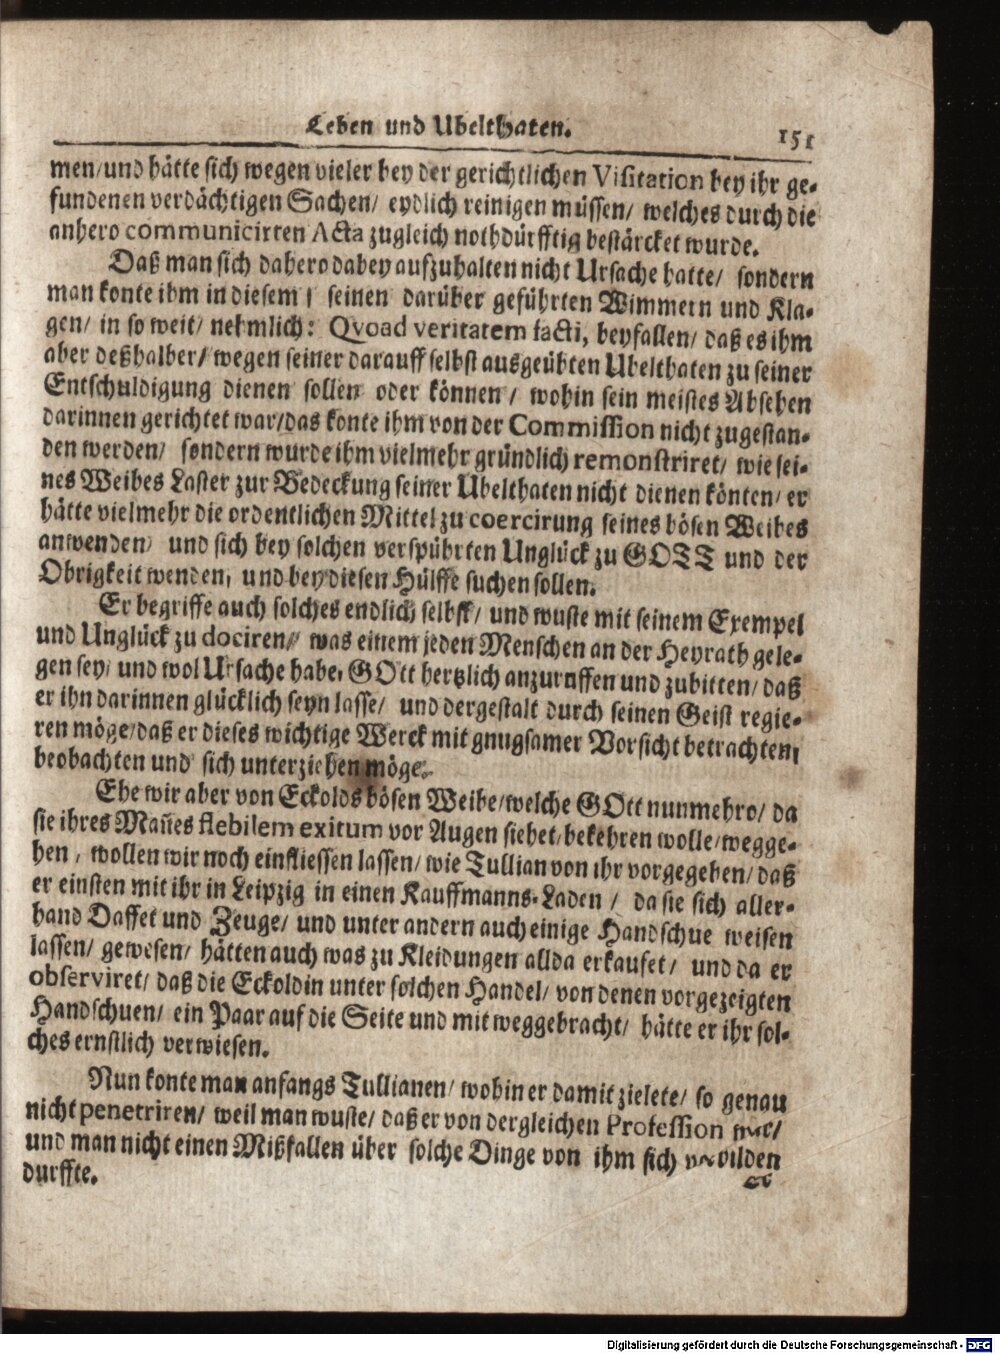 Leben und Ubelthaten. 151
men/und hätte sich wegen vieler bey der gerichtlichen Visitation bey ihr ge-
fundenen verdächtigen Sachen/ eydlich reinigen müssen/ welches durch die
anhero communicirten Acta zugleich nothdürfftig bestärcket wurde.
Daß man sich dahero dabey aufzuhalten nicht Ursache hatte/ sondern
man konte ihm in diesem / seinen darüber geführten Wimmern und Kla-
gen/ in so weit/ nehmlich: Qvoad veritatem facti, beyfallen/ daß es ihm
aber deßhalber/ wegen seiner darauff selbst ausgeübten Ubelthaten zu seiner
Entschuldigung dienen sollen oder können / wohin sein meistes Absehen
darinnen gerichtet war/das konte ihm von der Commission nicht zugestan-
den werden/ sondern wurde ihm vielmehr gründlich remonstriret/ wie sei-
nes Weibes Laster zur Bedeckung seiner Ubelthaten nicht dienen könten/ er
hätte vielmehr die ordentlichen Mittel zu coercirung seines bösen Weibes
anwenden/ und sich bey solchen verspührten Unglück zu GOTT und der
Obrigkeit wenden, und bey diesen Hülffe suchen sollen.
Er begriffe auch solches endlich selbst/ und wuste mit seinem Exempel
und Unglück zu dociren/ was einem jeden Menschen an der Heyrath gele-
gen sey/ und wol Ursache habe, GOtt hertzlich anzuruffen und zubitten/ daß
er ihn darinnen glücklich seyn lasse/ und dergestalt durch seinen Geist regie-
ren möge/daß er dieses wichtige Werck mit gnugsamer Vorsicht betrachten,
beobachten und sich unterziehen möge.
Ehe wir aber von Eckolds bösen Weibe/welche GOtt nunmehro/ da
sie ihres Mañes flebilem exitum vor Augen siehet/bekehren wolle/wegge-
hen / wollen wir noch einfliessen lassen/ wie Tullian von ihr vorgegeben/ daß
er einsten mit ihr in Leipzig in einen Kauffmanns-Laden / da sie sich aller-
hand Daffet und Zeuge/ und unter andern auch einige Handschue weisen
lassen/ gewesen/ hätten auch was zu Kleidungen allda erkaufet/ und da er
observiret/ daß die Eckoldin unter solchen Handel/ von denen vorgezeigten
Handschuen/ ein Paar auf die Seite und mit weggebracht/ hätte er ihr sol-
ches ernstlich verwiesen.
Nun konte man anfangs Tullianen/ wohin er damit zielete/ so genau
nicht penetriren/ weil man wuste/ daß er von dergleichen Profession war/
und man nicht einen Mißfallen über solche Dinge von ihm sich
durffte.
Digitalisierung gefördert durch die Deutsche Forschungsgemeinschaft - DFG